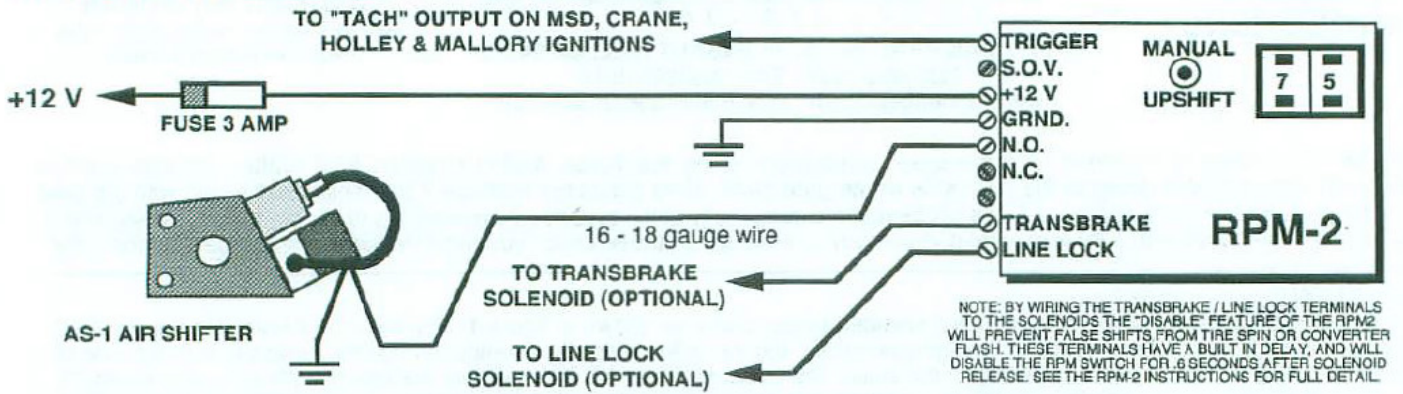 TO "TACH" OUTPUT ON MSD, CRANE,
HOLLEY & MALLORY IGNITIONS
+12 V
FUSE 3 AMP
TRIGGER
S.O.V.
+12 V
GRND.
N.O.
N.C.
TRANSBRAKE
LINE LOCK
MANUAL
UPSHIFT
7 5
RPM-2
16 - 18 gauge wire
TO TRANSBRAKE
SOLENOID (OPTIONAL)
AS-1 AIR SHIFTER
TO LINE LOCK
SOLENOID (OPTIONAL)
NOTE: BY WIRING THE TRANSBRAKE / LINE LOCK TERMINALS
TO THE SOLENOIDS THE "DISABLE" FEATURE OF THE RPM2
WILL PREVENT FALSE SHIFTS FROM TIRE SPIN OR CONVERTER
FLASH. THESE TERMINALS HAVE A BUILT IN DELAY, AND WILL
DISABLE THE RPM SWITCH FOR .6 SECONDS AFTER SOLENOID
RELEASE. SEE THE RPM-2 INSTRUCTIONS FOR FULL DETAIL.